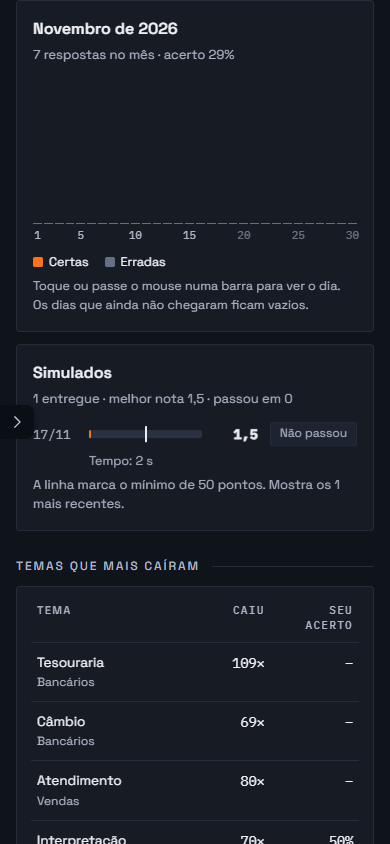 Novembro de 2026
7 respostas no mês · acerto 29%
1 5 10 15 20 25 30
Certas Erradas
Toque ou passe o mouse numa barra para ver o dia.
Os dias que ainda não chegaram ficam vazios.
Simulados
1 entregue · melhor nota 1,5 · passou em 0
17/11 1,5 Não passou
Tempo: 2 s
A linha marca o mínimo de 50 pontos. Mostra os 1
mais recentes.
TEMAS QUE MAIS CAÍRAM
TEMA CAIU SEU
ACERTO
Tesouraria 109× –
Bancários
Câmbio 69× –
Bancários
Atendimento 80× –
Vendas
Interpretação 70× 50%